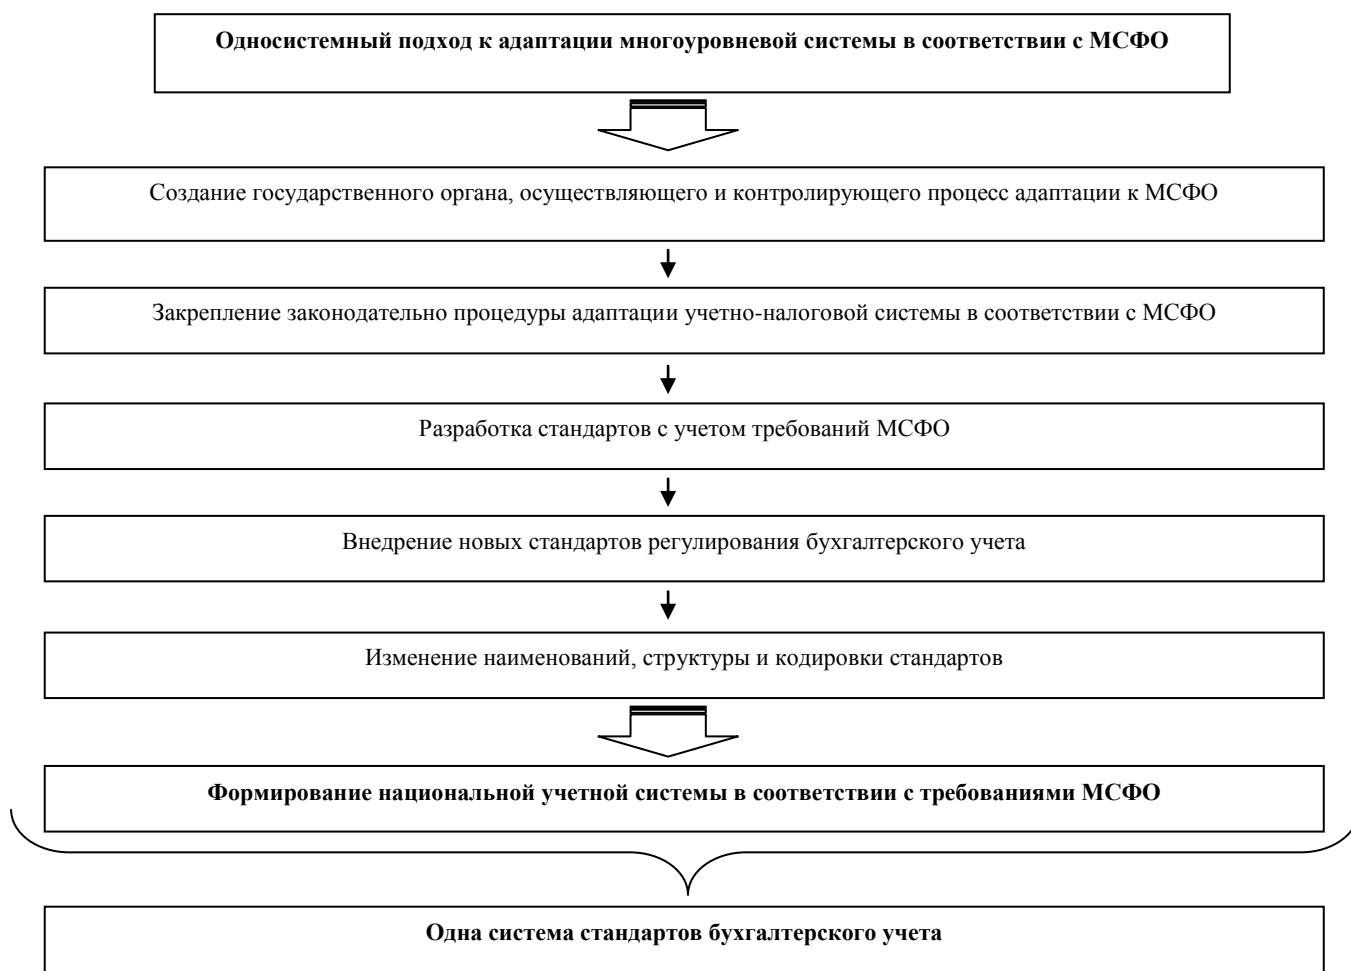 Односистемный подход к адаптации многоуровневой системы в соответствии с МСФО
Создание государственного органа, осуществляющего и контролирующего процесс адаптации к МСФО
Закрепление законодательно процедуры адаптации учетно-налоговой системы в соответствии с МСФО
Разработка стандартов с учетом требований МСФО
Внедрение новых стандартов регулирования бухгалтерского учета
Изменение наименований, структуры и кодировки стандартов
Формирование национальной учетной системы в соответствии с требованиями МСФО
Одна система стандартов бухгалтерского учета